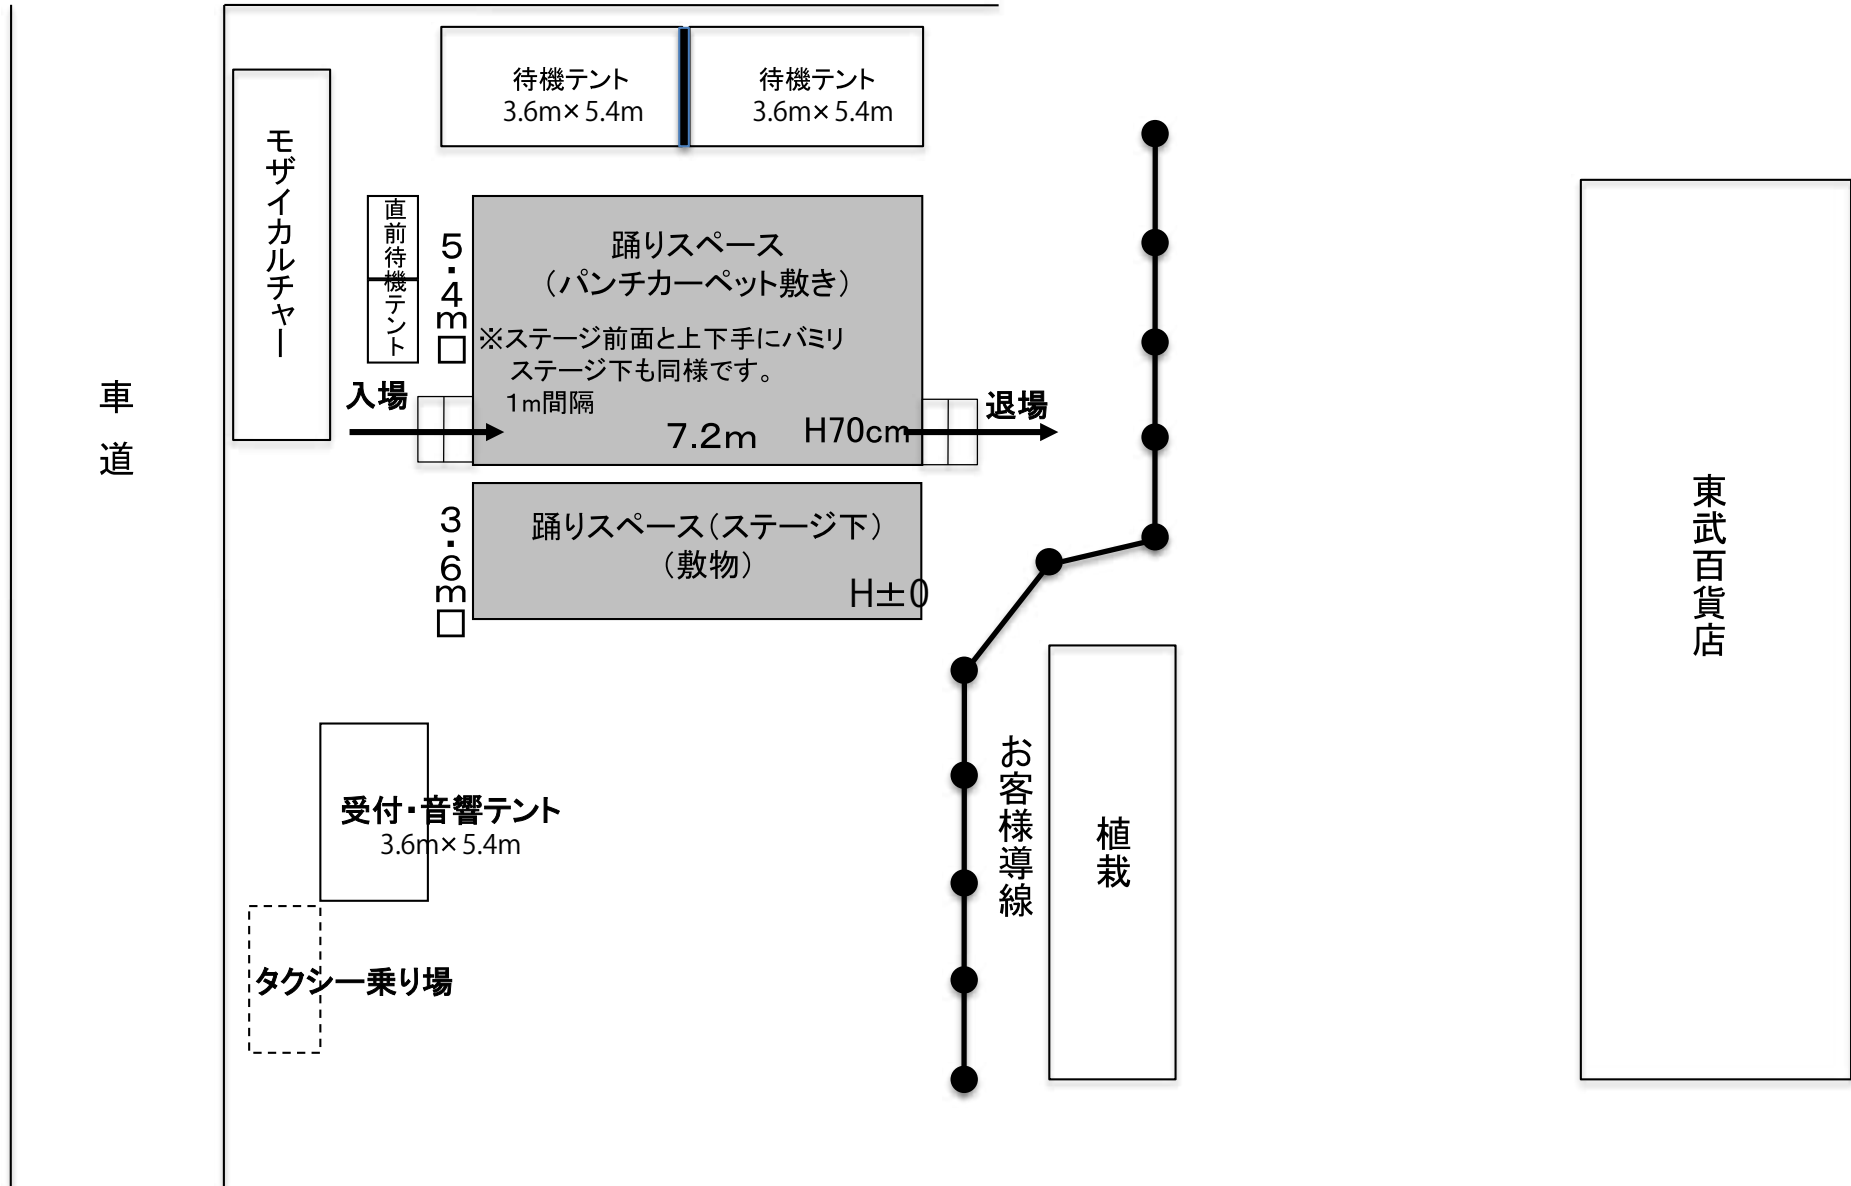 待機テント
3.6m×5.4m
待機テント
3.6m×5.4m
モザイカルチャー
直前待機テント
5.4m□
踊りスペース
（パンチカーペット敷き）
※ステージ前面と上下手にバミリ
ステージ下も同様です。
1m間隔
7.2m
H70cm
入場
退場
車道
3.6m□
踊りスペース（ステージ下）
（敷物）
H±0
東武百貨店
受付・音響テント
3.6m×5.4m
お客様導線
植栽
タクシー乗り場